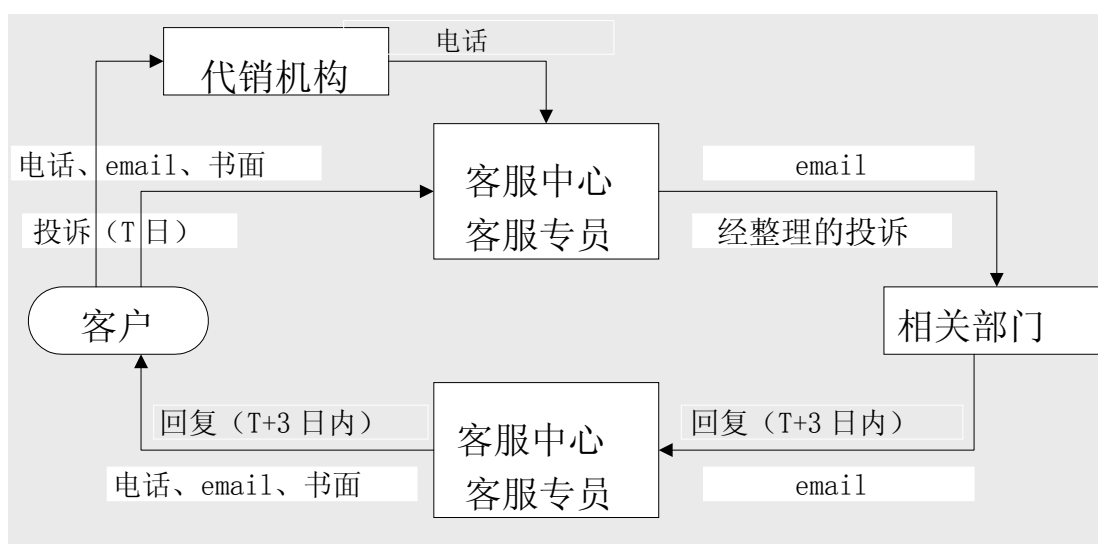 电话
代销机构
电话、email、书面
客服中心
客服专员
email
投诉（T 日）
经整理的投诉
客户
相关部门
回复（T+3 日内）
客服中心
客服专员
回复（T+3 日内）
电话、email、书面
email